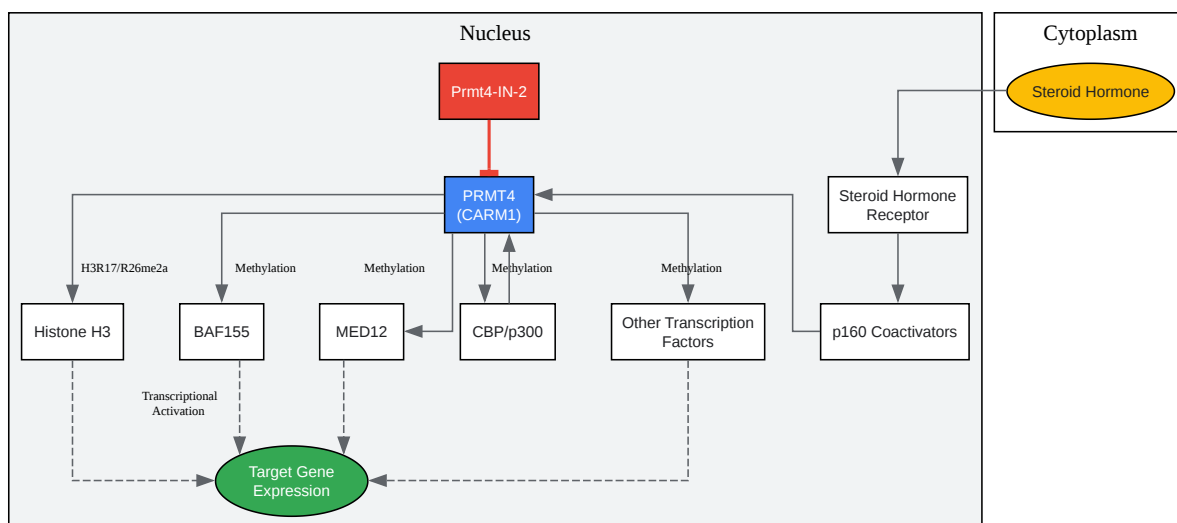 Nucleus
Cytoplasm
Prmt4-IN-2
Steroid Hormone
PRMT4
(CARM1)
Steroid Hormone
Receptor
H3R17/R26me2a
Methylation
Methylation
Methylation
Methylation
Histone H3
BAF155
MED12
CBP/p300
Other Transcription
Factors
p160 Coactivators
Transcriptional
Activation
Target Gene
Expression